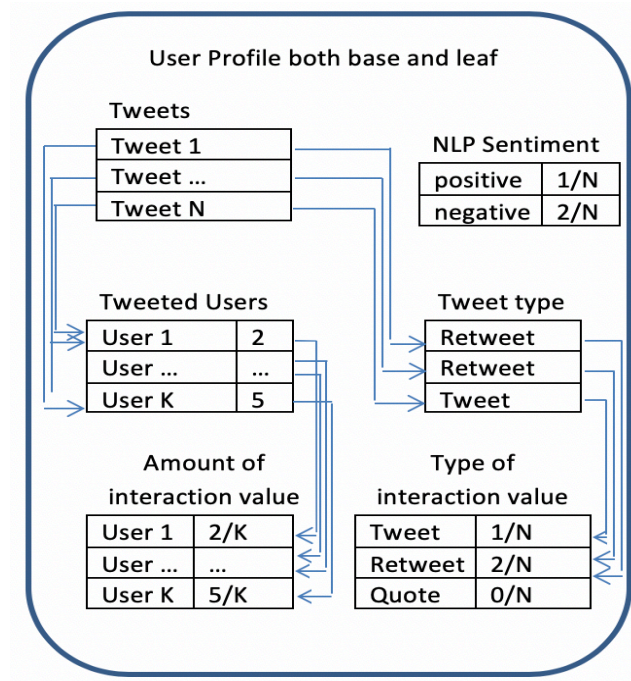 User Profile both base and leaf
Tweets
Tweet 1
Tweet ...
Tweet N
NLP Sentiment
positive 1/N
negative 2/N
Tweeted Users
User 1 2
User ... ...
User K 5
Tweet type
Retweet
Retweet
Tweet
Amount of
interaction value
User 1 2/K
User ... ...
User K 5/K
Type of
interaction value
Tweet 1/N
Retweet 2/N
Quote 0/N